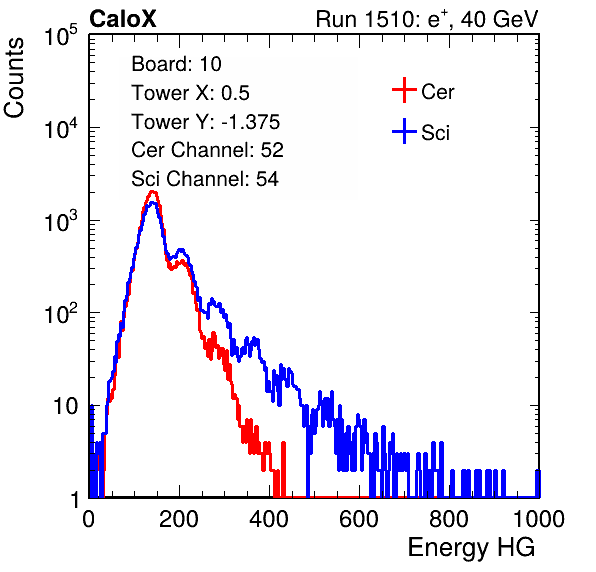 CaloX Run 1510: e⁺, 40 GeV
Counts
Board: 10
Tower X: 0.5
Tower Y: -1.375
Cer Channel: 52
Sci Channel: 54
Cer
Sci
10⁵
10⁴
10³
10²
10
1
0 200 400 600 800 1000
Energy HG